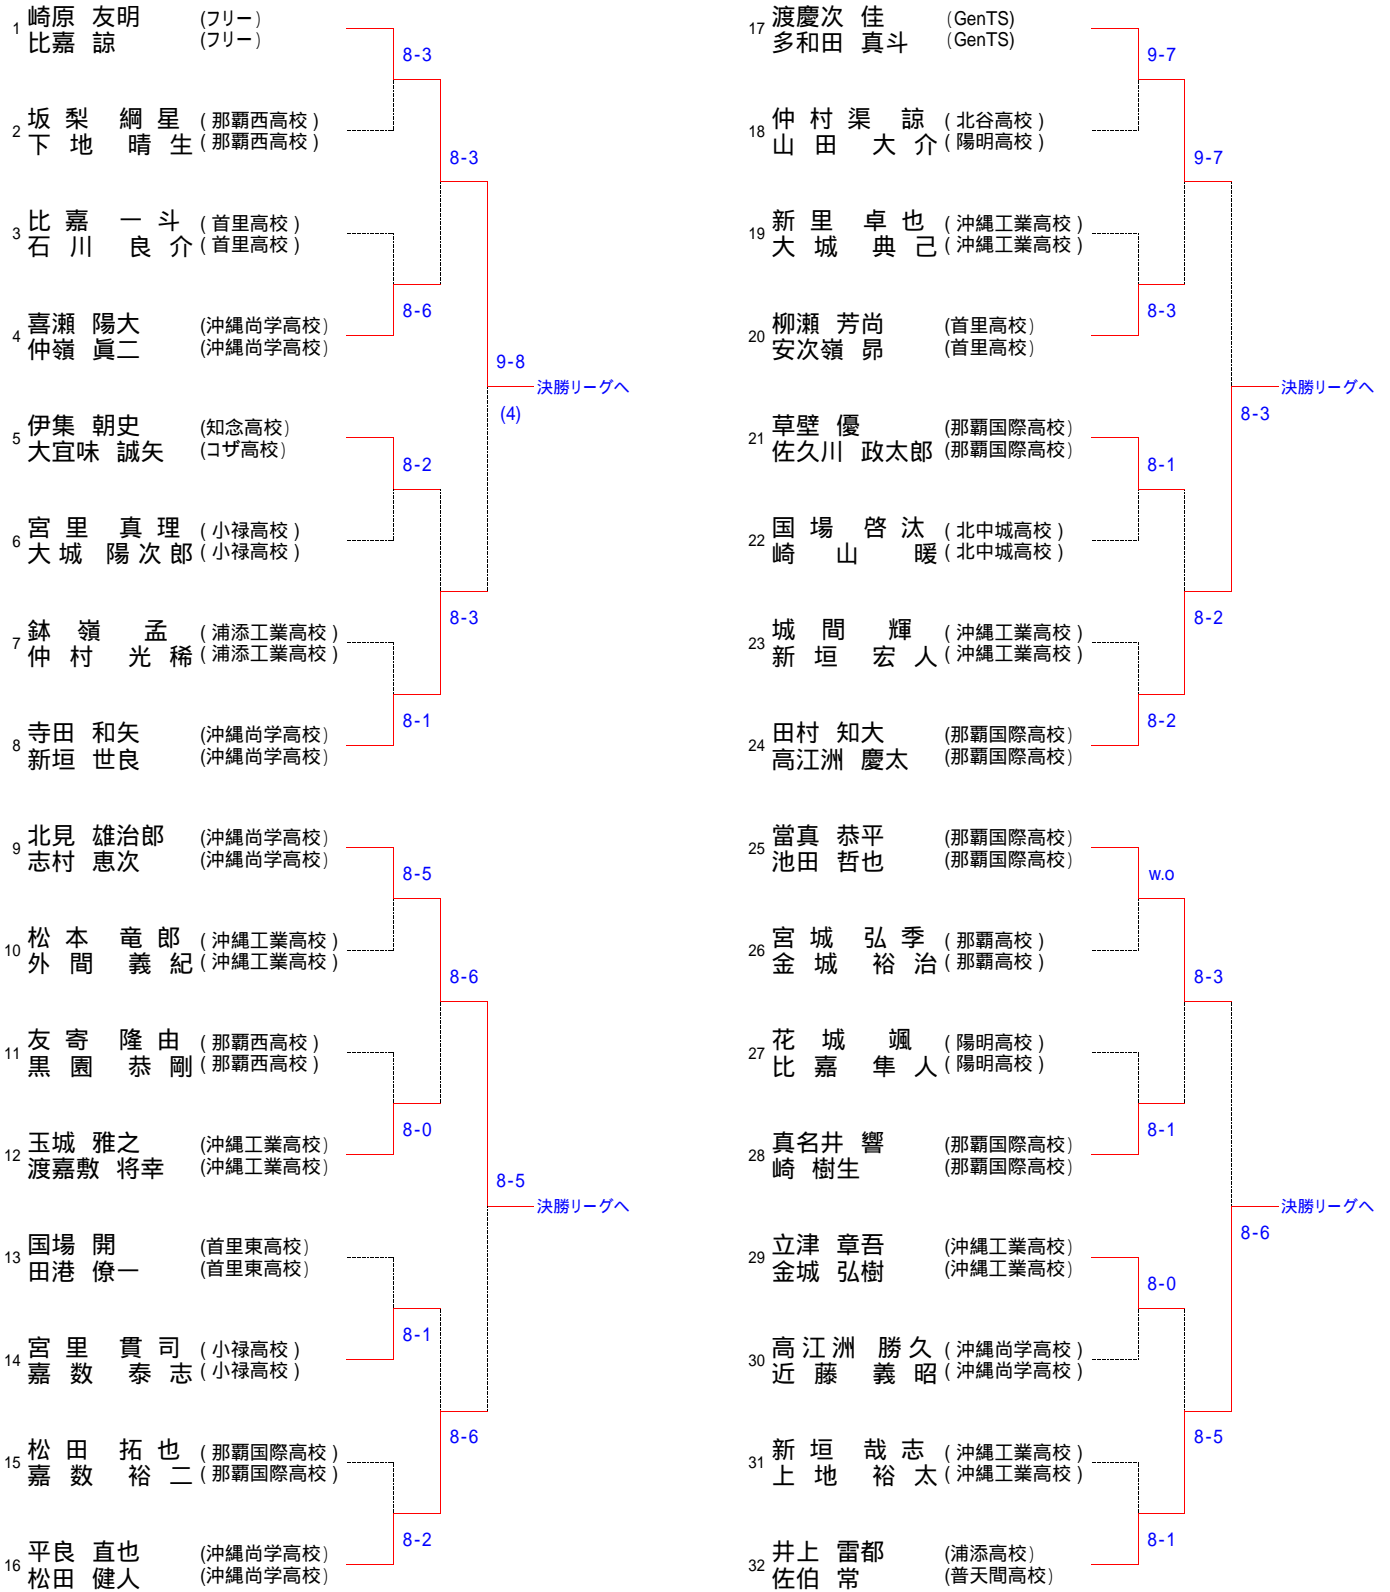 1 崎原 友明 (フリー)
比嘉 諒 (フリー)
8-3
2 坂梨 綱星 (那覇西高校)
下地 晴生 (那覇西高校)
8-3
3 比嘉 一斗 (首里高校)
石川 良介 (首里高校)
8-6
4 喜瀬 陽大 (沖縄尚学高校)
仲嶺 眞二 (沖縄尚学高校)
9-8
決勝リーグへ
(4)
5 伊集 朝史 (知念高校)
大宜味 誠矢 (コザ高校)
8-2
6 宮里 真理 (小禄高校)
大城 陽次郎 (小禄高校)
8-3
7 鉢嶺 孟 (浦添工業高校)
仲村 光稀 (浦添工業高校)
8-1
8 寺田 和矢 (沖縄尚学高校)
新垣 世良 (沖縄尚学高校)
9 北見 雄治郎 (沖縄尚学高校)
志村 恵次 (沖縄尚学高校)
8-5
10 松本 竜郎 (沖縄工業高校)
外間 義紀 (沖縄工業高校)
8-6
11 友寄 隆由 (那覇西高校)
黒園 恭剛 (那覇西高校)
8-0
12 玉城 雅之 (沖縄工業高校)
渡嘉敷 将幸 (沖縄工業高校)
8-5
決勝リーグへ
13 国場 開 (首里東高校)
田港 僚一 (首里東高校)
8-1
14 宮里 貫司 (小禄高校)
嘉数 泰志 (小禄高校)
8-6
15 松田 拓也 (那覇国際高校)
嘉数 裕二 (那覇国際高校)
8-2
16 平良 直也 (沖縄尚学高校)
松田 健人 (沖縄尚学高校)
17 渡慶次 佳 (GenTS)
多和田 真斗 (GenTS)
9-7
18 仲村渠 諒 (北谷高校)
山田 大介 (陽明高校)
9-7
19 新里 卓也 (沖縄工業高校)
大城 典己 (沖縄工業高校)
8-3
20 柳瀬 芳尚 (首里高校)
安次嶺 昴 (首里高校)
決勝リーグへ
8-3
21 草壁 優 (那覇国際高校)
佐久川 政太郎 (那覇国際高校)
8-1
22 国場 啓汰 (北中城高校)
崎山 暖 (北中城高校)
8-2
23 城間 輝 (沖縄工業高校)
新垣 宏人 (沖縄工業高校)
8-2
24 田村 知大 (那覇国際高校)
高江洲 慶太 (那覇国際高校)
25 當真 恭平 (那覇国際高校)
池田 哲也 (那覇国際高校)
w.o
26 宮城 弘季 (那覇高校)
金城 裕治 (那覇高校)
8-3
27 花城 颯 (陽明高校)
比嘉 隼人 (陽明高校)
8-1
28 真名井 響 (那覇国際高校)
崎 樹生 (那覇国際高校)
決勝リーグへ
8-6
29 立津 章吾 (沖縄工業高校)
金城 弘樹 (沖縄工業高校)
8-0
30 高江洲 勝久 (沖縄尚学高校)
近藤 義昭 (沖縄尚学高校)
8-5
31 新垣 哉志 (沖縄工業高校)
上地 裕太 (沖縄工業高校)
8-1
32 井上 雷都 (浦添高校)
佐伯 常 (普天間高校)